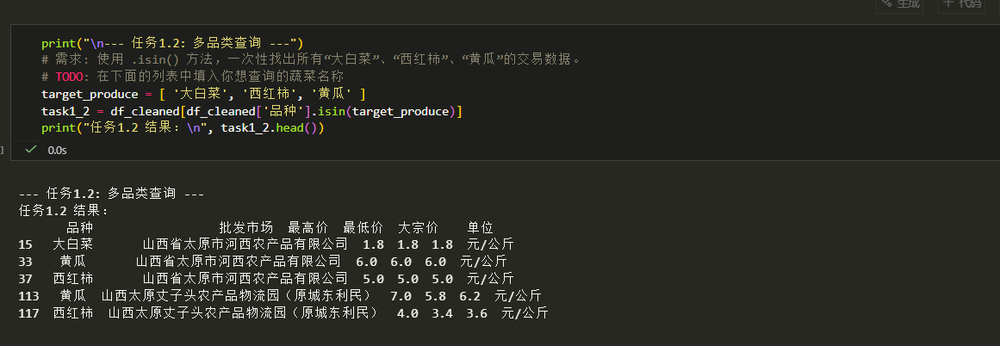 生成
代码
print("\n--- 任务1.2: 多品类查询 ---")
# 需求: 使用 .isin() 方法，一次性找出所有“大白菜”、“西红柿”、“黄瓜”的交易数据。
# TODO: 在下面的列表中填入你想查询的蔬菜名称
target_produce = [ '大白菜', '西红柿', '黄瓜' ]
task1_2 = df_cleaned[df_cleaned['品种'].isin(target_produce)]
print("任务1.2 结果：\n", task1_2.head())
] ✓ 0.0s
--- 任务1.2: 多品类查询 ---
任务1.2 结果：
品种 批发市场 最高价 最低价 大宗价 单位
15 大白菜 山西省太原市河西农产品有限公司 1.8 1.8 1.8 元/公斤
33 黄瓜 山西省太原市河西农产品有限公司 6.0 6.0 6.0 元/公斤
37 西红柿 山西省太原市河西农产品有限公司 5.0 5.0 5.0 元/公斤
113 黄瓜 山西太原丈子头农产品物流园（原城东利民） 7.0 5.8 6.2 元/公斤
117 西红柿 山西太原丈子头农产品物流园（原城东利民） 4.0 3.4 3.6 元/公斤